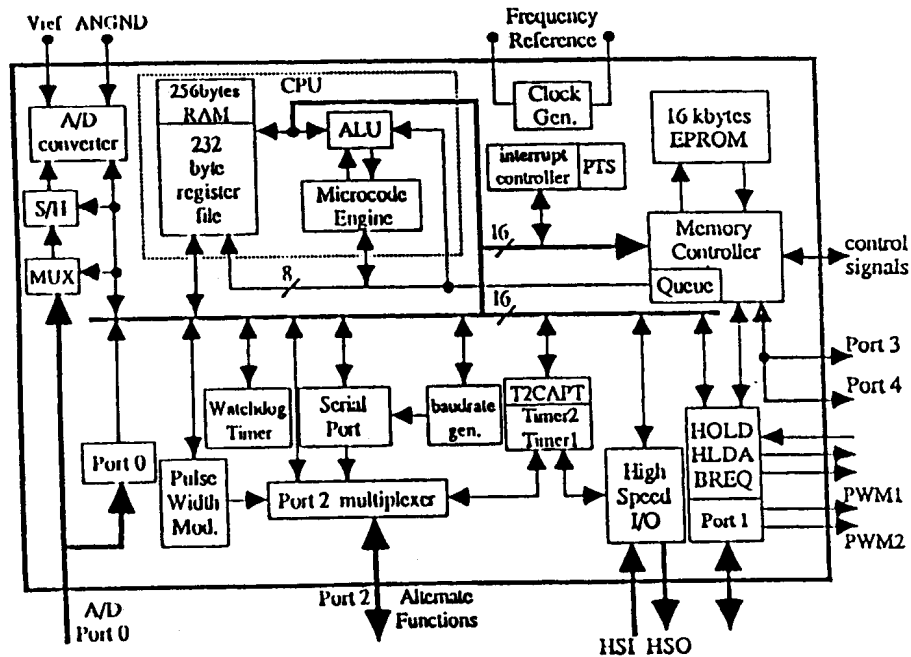 Vref ANGND
Frequency
Reference
CPU
256bytes
RAM
232
byte
register
file
ALU
Microcode
Engine
Clock
Gen.
16 kbytes
EPROM
A/D
converter
interrupt
controller
PTS
S/H
MUX
Memory
Controller
Queue
control
signals
16
8
16
Port 3
Port 4
Watchdog
Timer
Serial
Port
baudrate
gen.
T2CAPT
Timer2
Timer1
Port 0
Pulse
Width
Mod.
Port 2 multiplexer
High
Speed
I/O
HOLD
HLDA
BREQ
Port 1
PWM1
PWM2
A/D
Port 0
Port 2
Alternate
Functions
HSI HSO